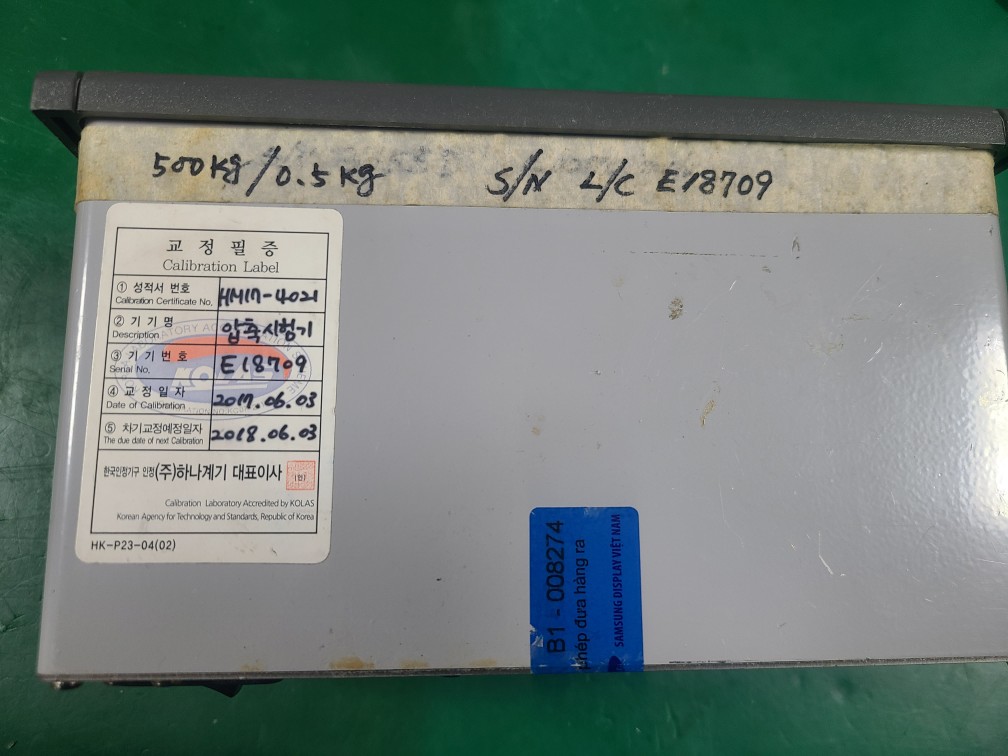 500kg/0.5kg S/N L/C E18709
교 정 필 증
Calibration Label
① 성적서 번호 HM17-4021
Calibration Certificate No.
② 기 기 명 압축시험기
Description
③ 기 기 번 호 E18709
Serial No.
④ 교 정 일 자 2017.06.03
Date of Calibration
⑤ 차기교정예정일자 2018.06.03
The due date of next Calibration
KOLAS
한국인정기구 인정 (주)하나계기 대표이사
Calibration Laboratory Accredited by KOLAS
Korean Agency for Technology and Standards, Republic of Korea
HK-P23-04(02)
B1 - 008274
phép đưa hàng ra
SAMSUNG DISPLAY VIỆT NAM